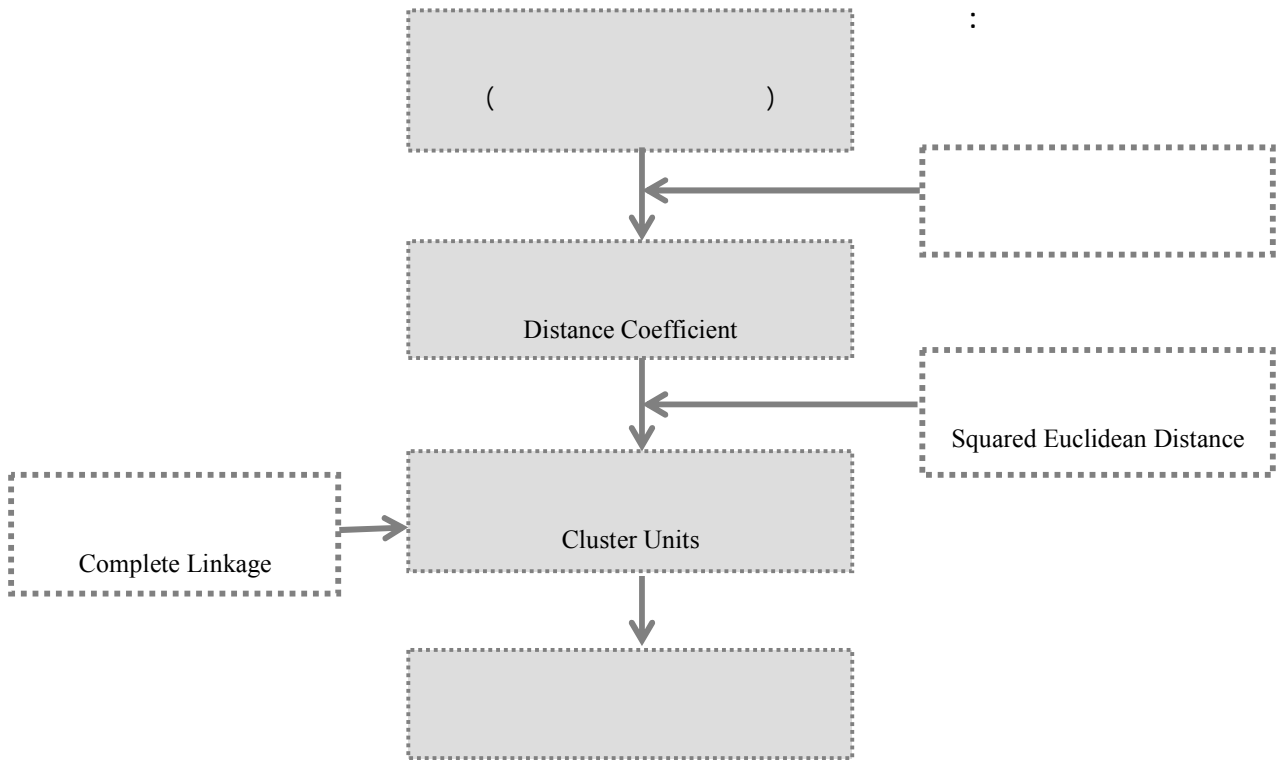 :
( )
Distance Coefficient
Squared Euclidean Distance
Cluster Units
Complete Linkage